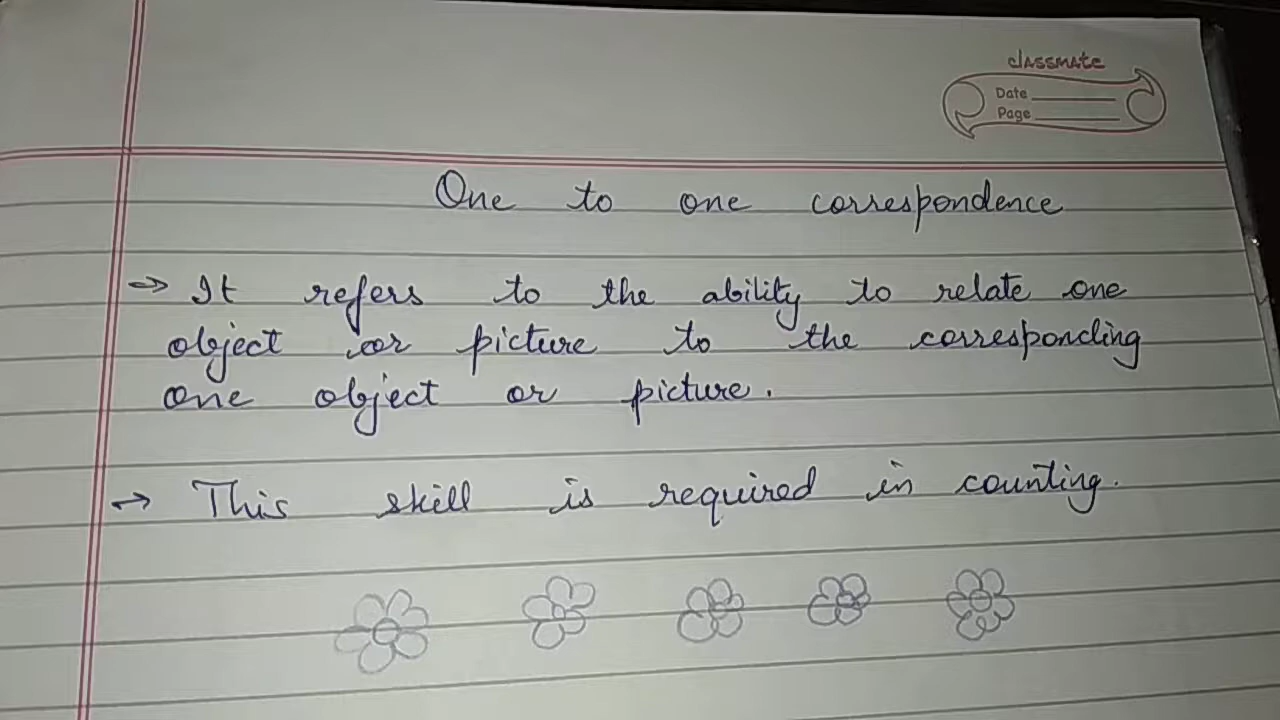 classmate
Date
Page
One to one correspondence
⇒ It refers to the ability to relate one
object or picture to the corresponding
one object or picture.
→ This skill is required in counting.